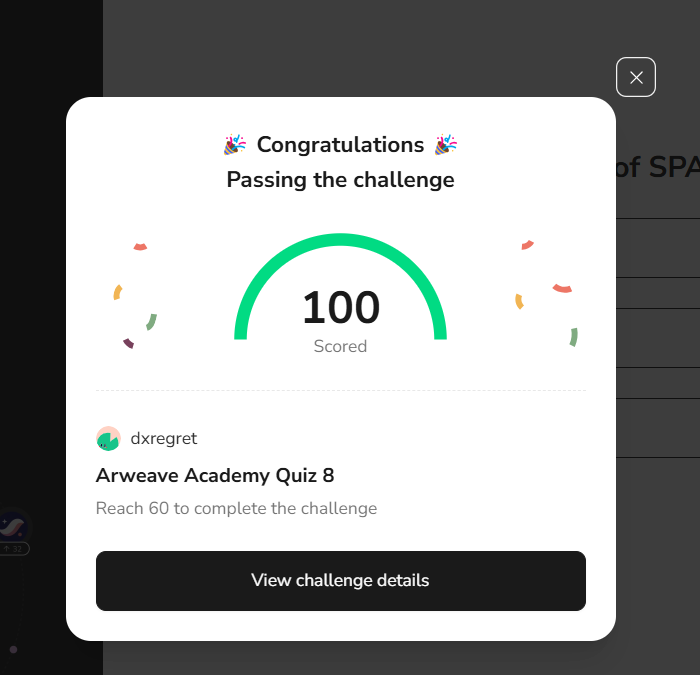 of SPA
🎉 Congratulations 🎉
Passing the challenge
100
Scored
dxregret
Arweave Academy Quiz 8
Reach 60 to complete the challenge
View challenge details
↑ 32